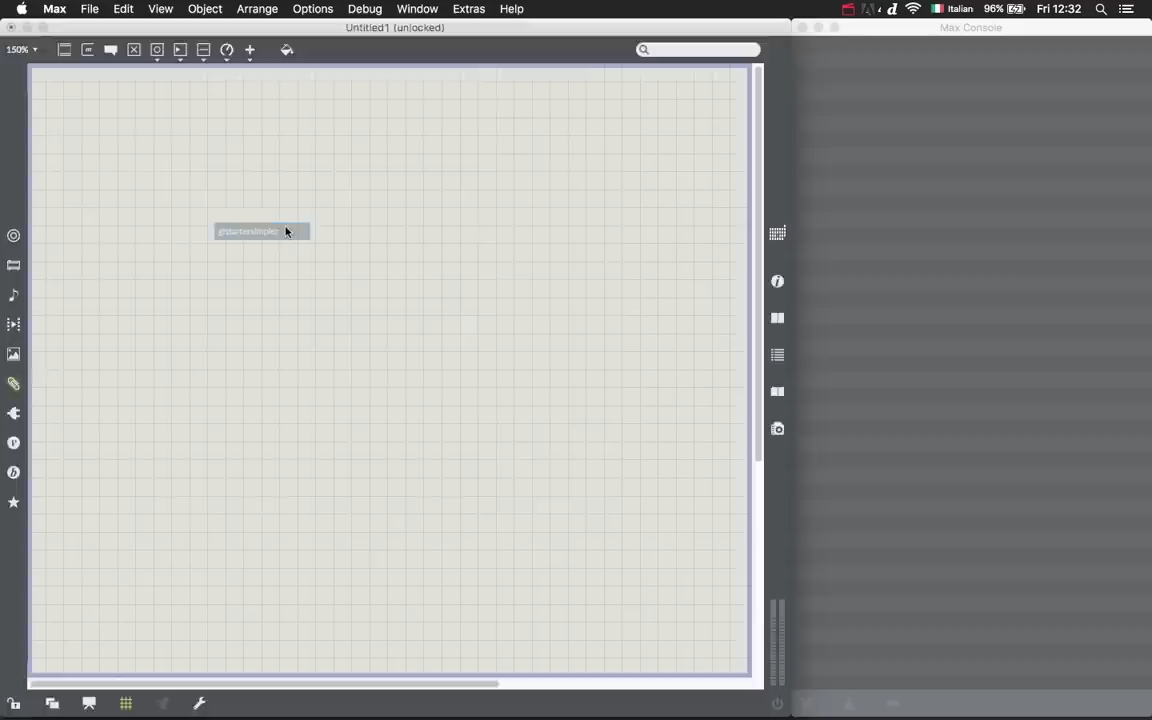 Max File Edit View Object Arrange Options Debug Window Extras Help
Italian 96% Fri 12:32
Untitled1 (unlocked)
Max Console
150%